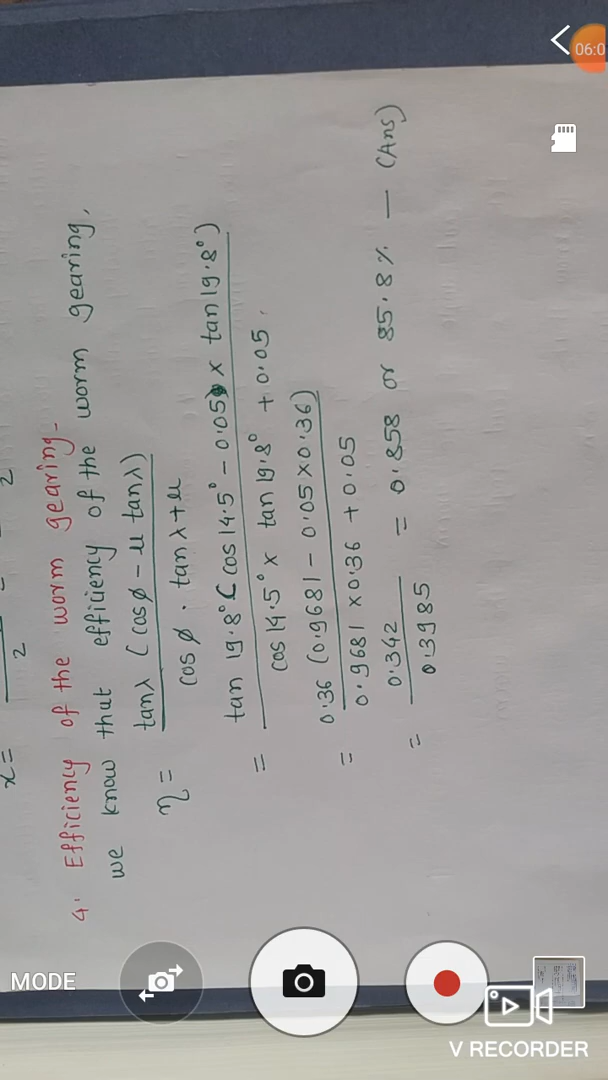 x = 2 2
4. Efficiency of the worm gearing-
we know that efficiency of the worm gearing,
η = tanλ (cosϕ - μ tanλ) / cosϕ . tanλ+μ
= tan 19.8° ( cos 14.5° - 0.05 x tan 19.8°) / cos 14.5° x tan 19.8° + 0.05.
= 0.36 (0.9681 - 0.05 x 0.36) / 0.9681 x 0.36 + 0.05
= 0.342 / 0.3985 = 0.858 or 85.8% - (Ans)
06:0
MODE
V RECORDER